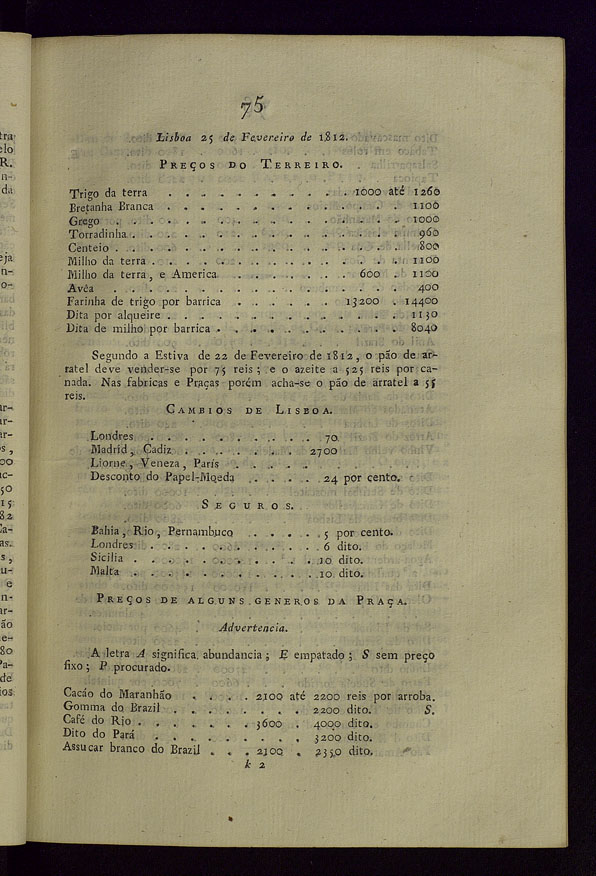 75
Lisboa 25 de Fevereiro de 1812.
PREÇOS DO TERREIRO.
Trigo da terra . . . . . . . . . . 1000 até 1260
Bretanha Branca . . . . . . . . . . . . . 1100
Grego . . . . . . . . . . . . . . . 1000
Torradinha . . . . . . . . . . . . . . 960
Centeio . . . . . . . . . . . . . . . 800
Milho da terra . . . . . . . . . . . . . 1100
Milho da terra, e America . . . . . . . 600 . 1100
Avêa . . . . . . . . . . . . . . . 400
Farinha de trigo por barrica . . . . . . 13200 . 14400
Dita por alqueire . . . . . . . . . . . . 1130
Dita de milho por barrica . . . . . . . . . . 8040
Segundo a Estiva de 22 de Fevereiro de 1812, o pão de ar-
ratel deve vender-se por 75 reis; e o azeite a 525 reis por ca-
nada. Nas fabricas e Praças porém acha-se o pão de arratel a 55
reis.
CAMBIOS DE LISBOA.
Londres . . . . . . . . . . 70
Madrid, Cadiz . . . . . . . . 2700
Liorne, Veneza, París . . . . .
Desconto do Papel-Moeda . . . . . 24 por cento.
SEGUROS.
Bahia, Rio, Pernambuco . . . . . 5 por cento.
Londres . . . . . . . . . . . 6 dito.
Sicilia . . . . . . . . . . . . 10 dito.
Malta . . . . . . . . . . . . 10 dito.
PREÇOS DE ALGUNS GENEROS DA PRAÇA.
Advertencia.
A letra A significa abundancia; E empatado; S sem preço
fixo; P procurado.
Cacáo do Maranhão . . . . 2100 até 2200 reis por arroba.
Gomma do Brazil . . . . . . . . 2200 dito. S.
Café do Rio . . . . . . . 3600 . 4000 dito.
Dito do Pará . . . . . . . . . 3200 dito.
Assucar branco do Brazil . . . 2100 . 2350 dito.
k 2